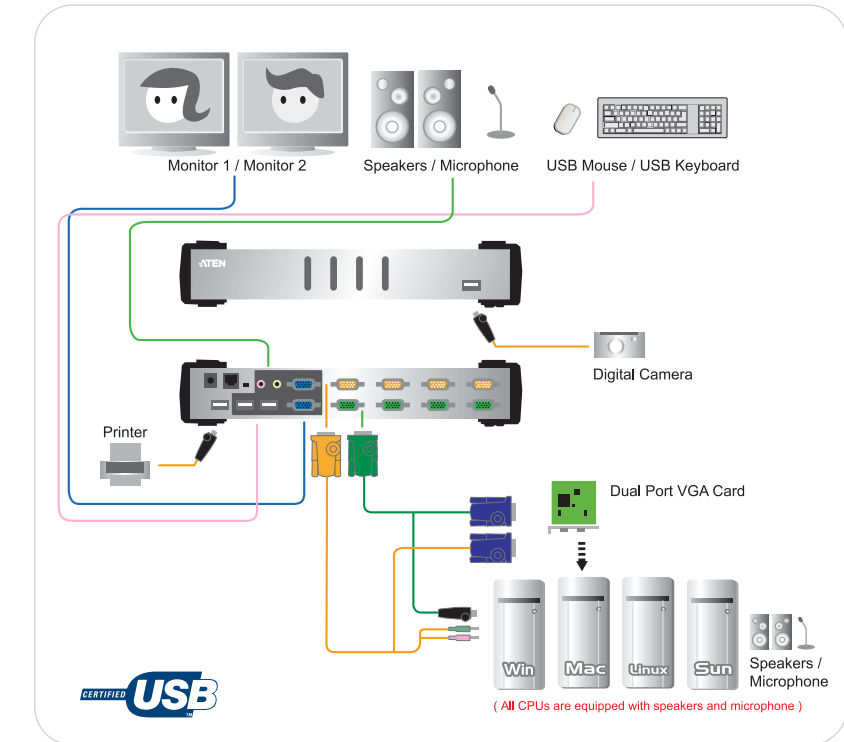 Monitor 1 / Monitor 2
Speakers / Microphone
USB Mouse / USB Keyboard
ATEN
Digital Camera
Printer
Dual Port VGA Card
Win
Mac
Linux
Sun
Speakers /
Microphone
( All CPUs are equipped with speakers and microphone )
CERTIFIED
USB
TM